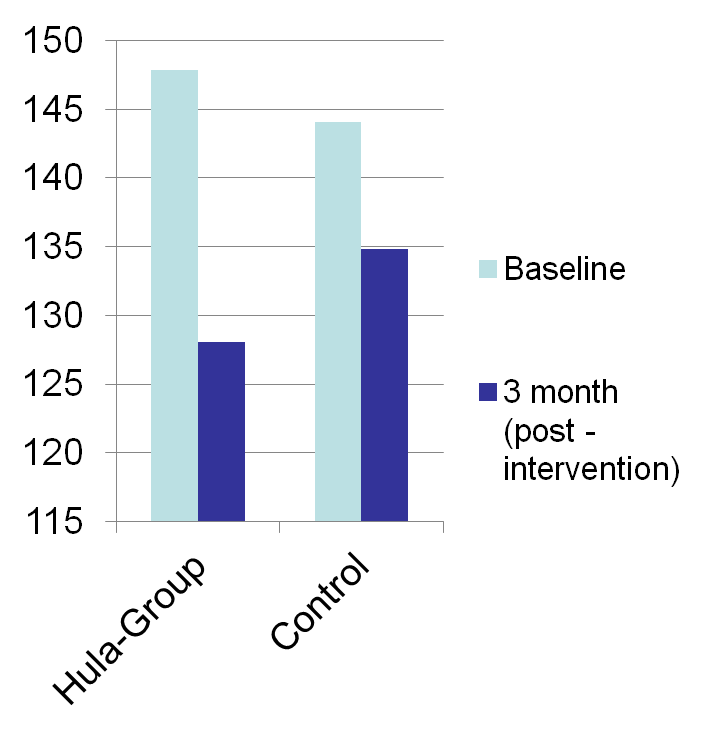 150
145
140
135
130
125
120
115
Hula-Group
Control
Baseline
3 month
(post -
intervention)